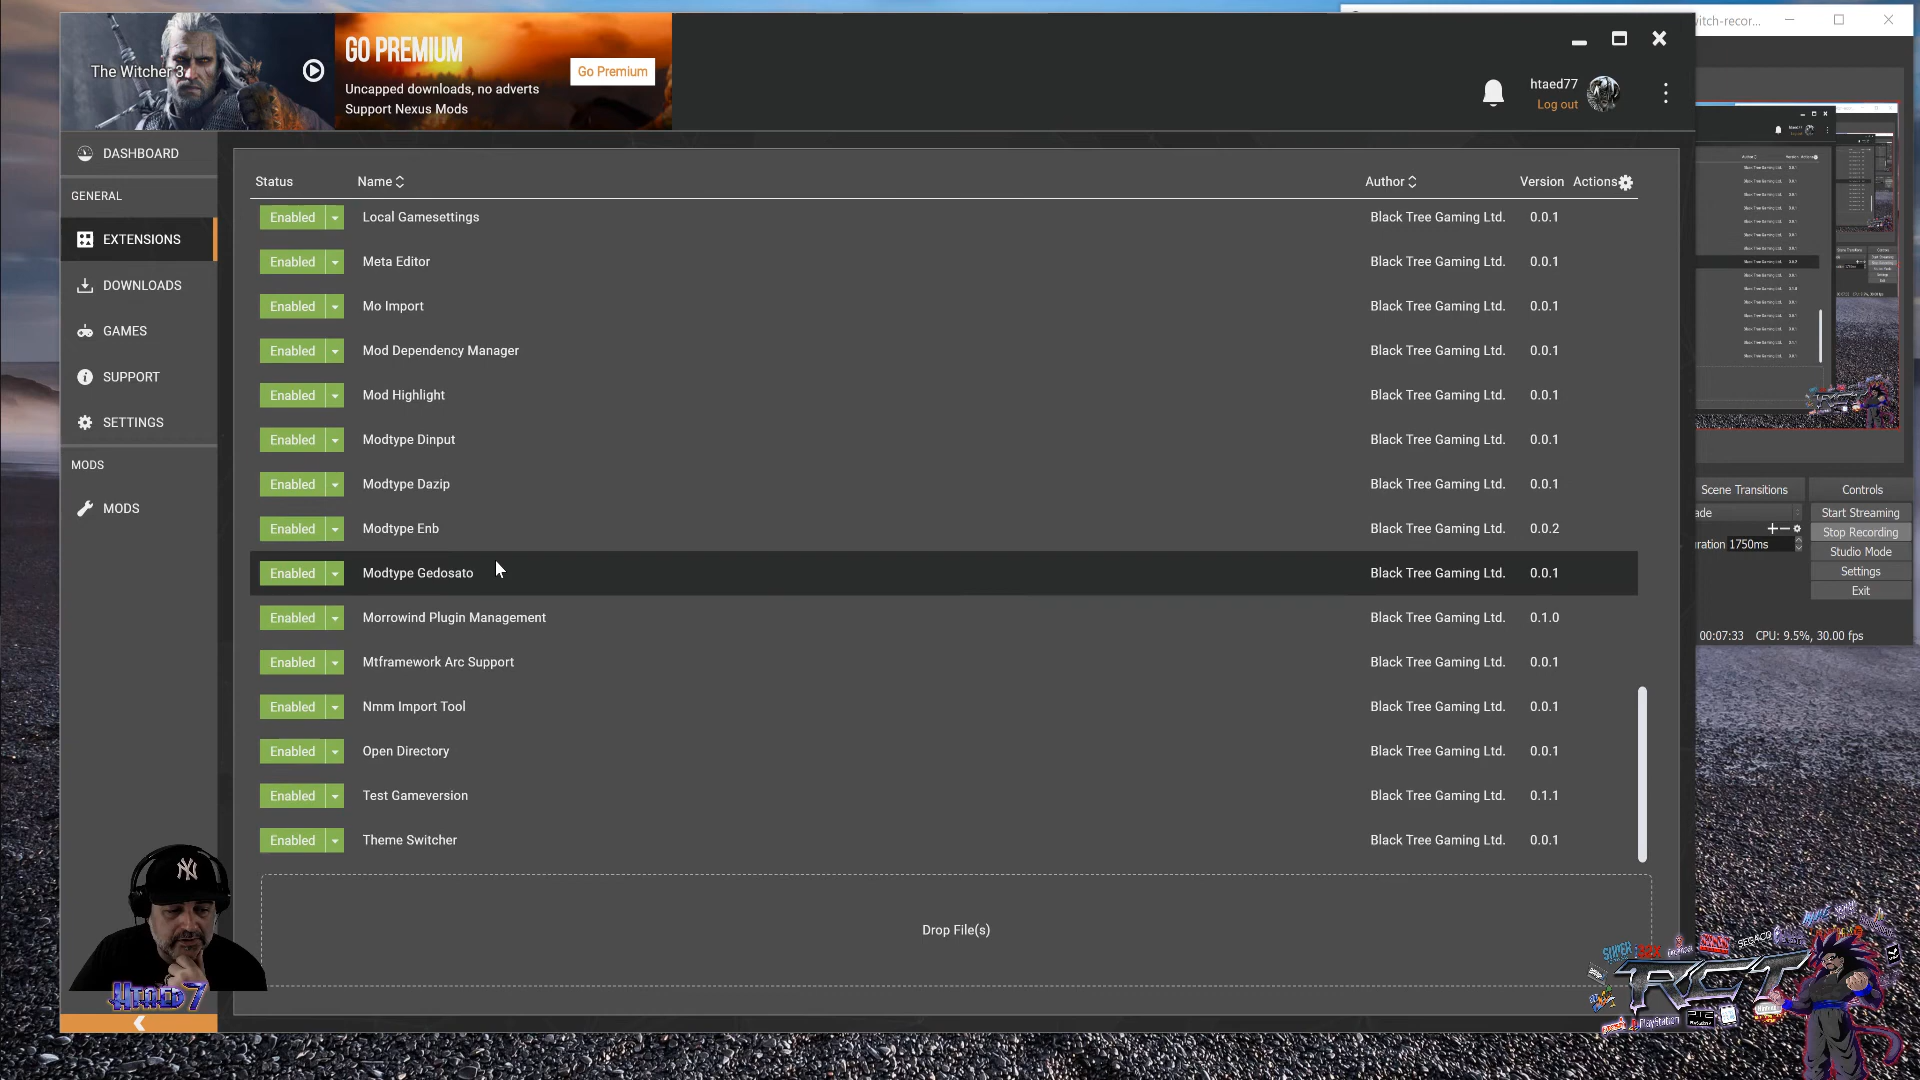 The Witcher 3
GO PREMIUM
Uncapped downloads, no adverts
Support Nexus Mods
Go Premium
htaed77
Log out
witch-recor...
DASHBOARD
GENERAL
EXTENSIONS
DOWNLOADS
GAMES
SUPPORT
SETTINGS
MODS
MODS
Status Name Author Version Actions
Enabled Local Gamesettings Black Tree Gaming Ltd. 0.0.1
Enabled Meta Editor Black Tree Gaming Ltd. 0.0.1
Enabled Mo Import Black Tree Gaming Ltd. 0.0.1
Enabled Mod Dependency Manager Black Tree Gaming Ltd. 0.0.1
Enabled Mod Highlight Black Tree Gaming Ltd. 0.0.1
Enabled Modtype Dinput Black Tree Gaming Ltd. 0.0.1
Enabled Modtype Dazip Black Tree Gaming Ltd. 0.0.1
Enabled Modtype Enb Black Tree Gaming Ltd. 0.0.2
Enabled Modtype Gedosato Black Tree Gaming Ltd. 0.0.1
Enabled Morrowind Plugin Management Black Tree Gaming Ltd. 0.1.0
Enabled Mtframework Arc Support Black Tree Gaming Ltd. 0.0.1
Enabled Nmm Import Tool Black Tree Gaming Ltd. 0.0.1
Enabled Open Directory Black Tree Gaming Ltd. 0.0.1
Enabled Test Gameversion Black Tree Gaming Ltd. 0.1.1
Enabled Theme Switcher Black Tree Gaming Ltd. 0.0.1
Drop File(s)
Scene Transitions Controls
ade
uration 1750ms
Start Streaming
Stop Recording
Studio Mode
Settings
Exit
00:07:33 CPU: 9.5%, 30.00 fps
NY
HTAED 7
RCT
PlayStation